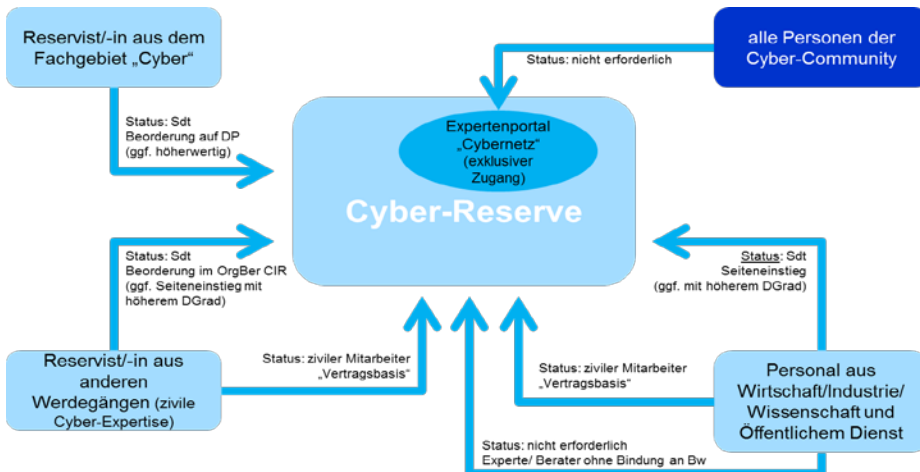 Reservist/-in aus dem
Fachgebiet „Cyber"
alle Personen der
Cyber-Community
Status: nicht erforderlich
Status: Sdt
Beorderung auf DP
(ggf. höherwertig)
Expertenportal
„Cybernetz"
(exklusiver
Zugang)
Cyber-Reserve
Status: Sdt
Beorderung im OrgBer CIR
(ggf. Seiteneinstieg mit
höherem DGrad)
Status: Sdt
Seiteneinstieg
(ggf. mit höherem DGrad)
Reservist/-in aus
anderen
Werdegängen (zivile
Cyber-Expertise)
Status: ziviler Mitarbeiter
„Vertragsbasis"
Status: ziviler Mitarbeiter
„Vertragsbasis"
Personal aus
Wirtschaft/Industrie/
Wissenschaft und
Öffentlichem Dienst
Status: nicht erforderlich
Experte/ Berater ohne Bindung an Bw